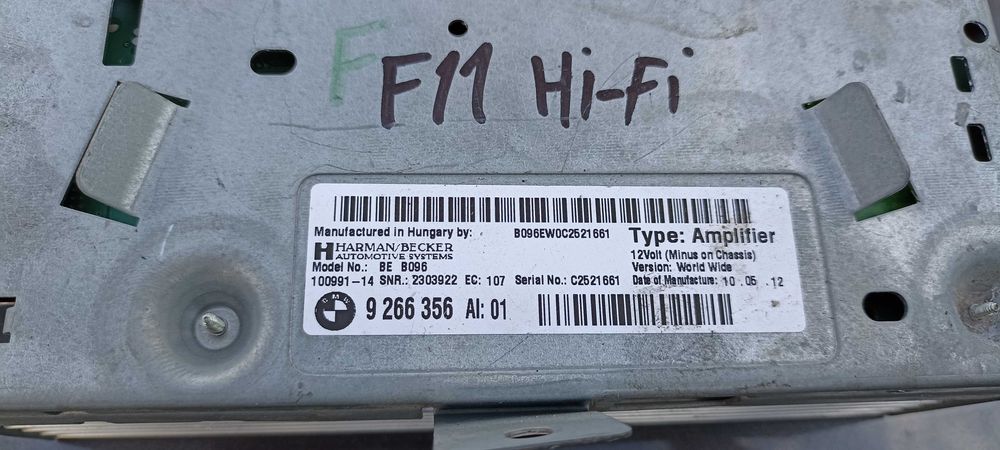 F
F11 Hi-Fi
Manufactured in Hungary by: B096EW0C2521661 Type: Amplifier
HARMAN/BECKER 12Volt (Minus on Chassis)
AUTOMOTIVE SYSTEMS
Model No.: BE B096 Version: World Wide
100991-14 SNR.: 2303922 EC: 107 Serial No.: C2521661 Date of Manufacture: 10.05.12
BMW 9 266 356 AI: 01